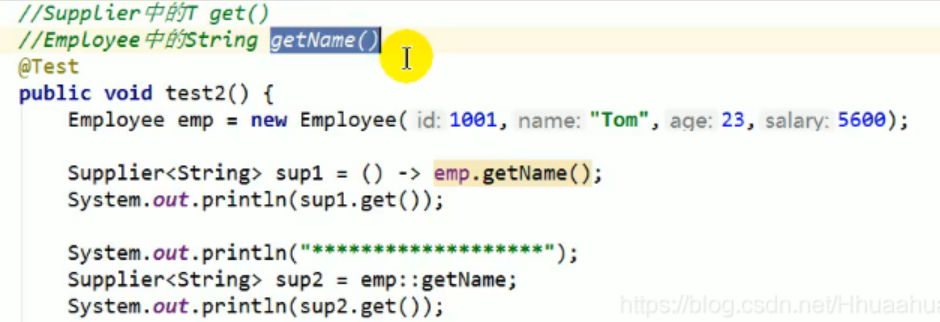 //Supplier中的T get()
//Employee中的String getName()
@Test
public void test2() {
Employee emp = new Employee( id: 1001, name: "Tom", age: 23, salary: 5600);
Supplier<String> sup1 = () -> emp.getName();
System.out.println(sup1.get());
System.out.println("*******************");
Supplier<String> sup2 = emp::getName;
System.out.println(sup2.get());
https://blog.csdn.net/Hhuaahua